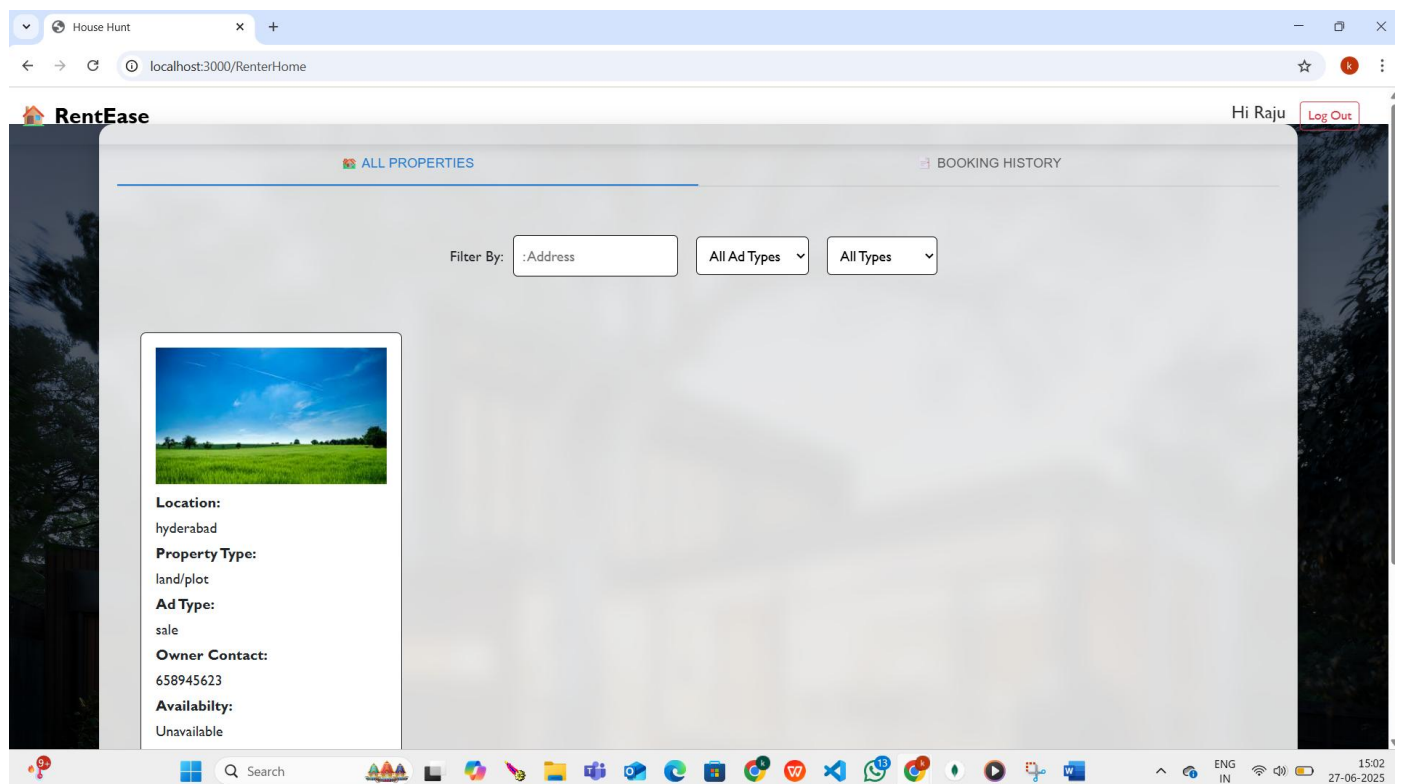 House Hunt
localhost:3000/RenterHome
k
RentEase
Hi Raju
Log Out
ALL PROPERTIES
BOOKING HISTORY
Filter By:
:Address
All Ad Types
All Types
Location:
hyderabad
Property Type:
land/plot
Ad Type:
sale
Owner Contact:
658945623
Availabilty:
Unavailable
9+
Search
13
ENG
IN
15:02
27-06-2025